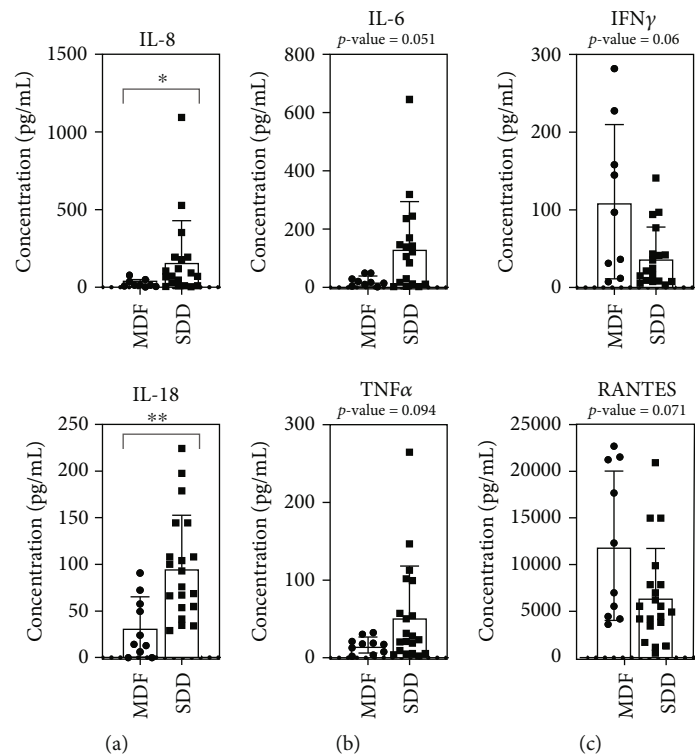 IL-8
*
Concentration (pg/mL)
1500
1000
500
0
MDF
SDD
IL-6
p-value = 0.051
Concentration (pg/mL)
800
600
400
200
0
MDF
SDD
IFNγ
p-value = 0.06
Concentration (pg/mL)
300
200
100
0
MDF
SDD
IL-18
**
Concentration (pg/mL)
250
200
150
100
50
0
MDF
SDD
(a)
TNFα
p-value = 0.094
Concentration (pg/mL)
300
200
100
0
MDF
SDD
(b)
RANTES
p-value = 0.071
Concentration (pg/mL)
25000
20000
15000
10000
5000
0
MDF
SDD
(c)